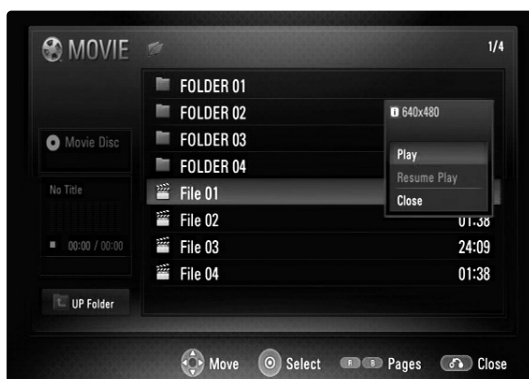 MOVIE
1/4
FOLDER 01
FOLDER 02
FOLDER 03
FOLDER 04
File 01
File 02 01:38
File 03 24:09
File 04 01:38
i 640x480
Play
Resume Play
Close
Movie Disc
No Title
00:00 / 00:00
UP Folder
Move Select R B Pages Close